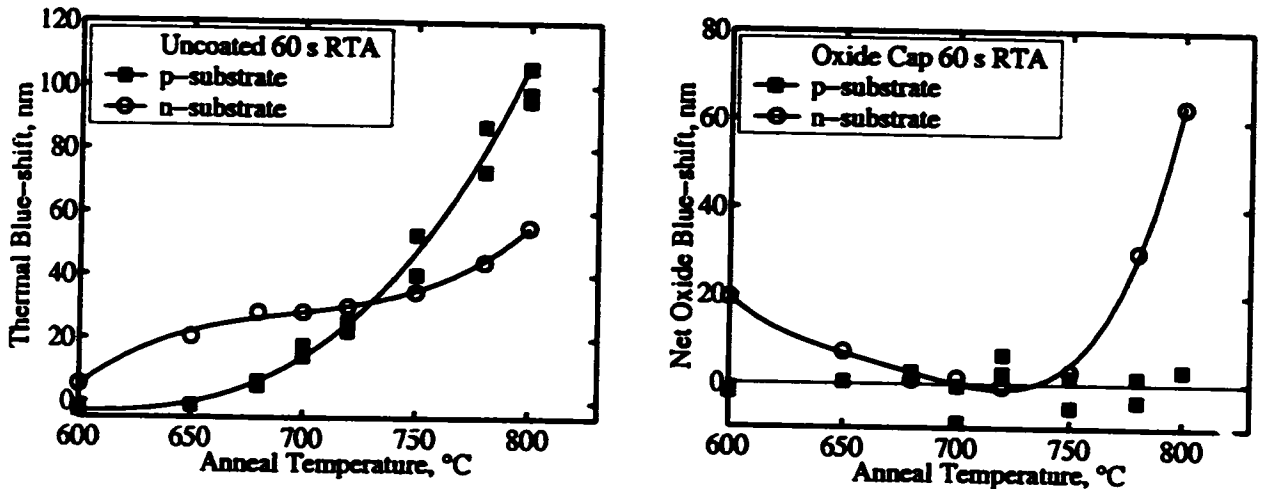 120
100
80
60
40
20
0
Thermal Blue-shift, nm
Uncoated 60 s RTA
p-substrate
n-substrate
600 650 700 750 800
Anneal Temperature, °C
80
60
40
20
0
Net Oxide Blue-shift, nm
Oxide Cap 60 s RTA
p-substrate
n-substrate
600 650 700 750 800
Anneal Temperature, °C